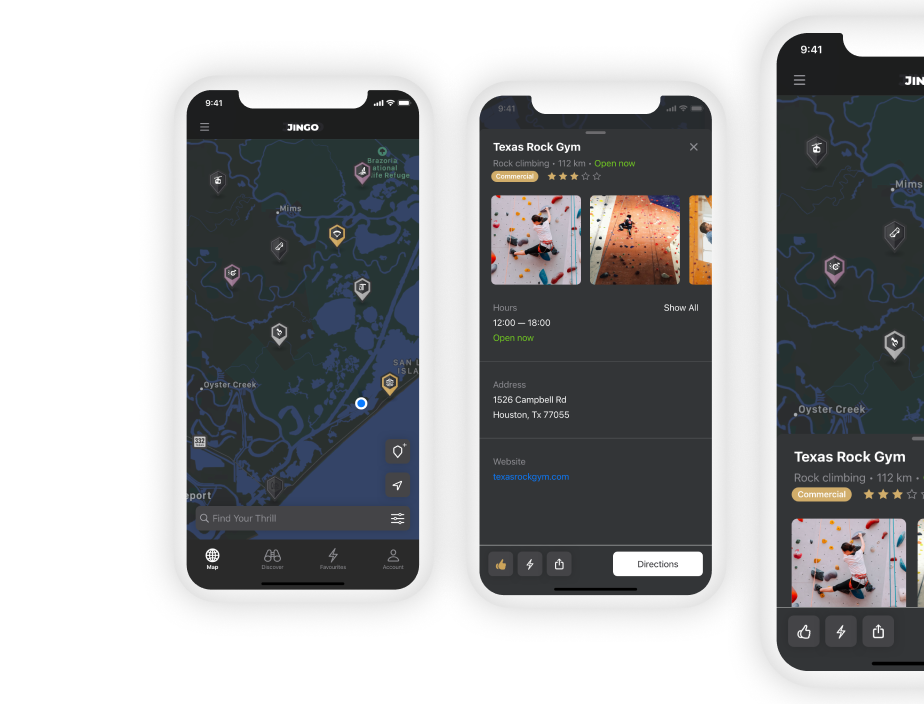 9:41
JINGO
Brazoria
ational
life Refuge
Mims
SAN L
ISLA
Oyster Creek
332
eport
Find Your Thrill
Map
Discover
Favourites
Account
9:41
Texas Rock Gym
Rock climbing • 112 km • Open now
Commercial
Hours
Show All
12:00 — 18:00
Open now
Address
1526 Campbell Rd
Houston, Tx 77055
Website
texasrockgym.com
Directions
9:41
JIN
Mims
Oyster Creek
Texas Rock Gym
Rock climbing • 112 km •
Commercial